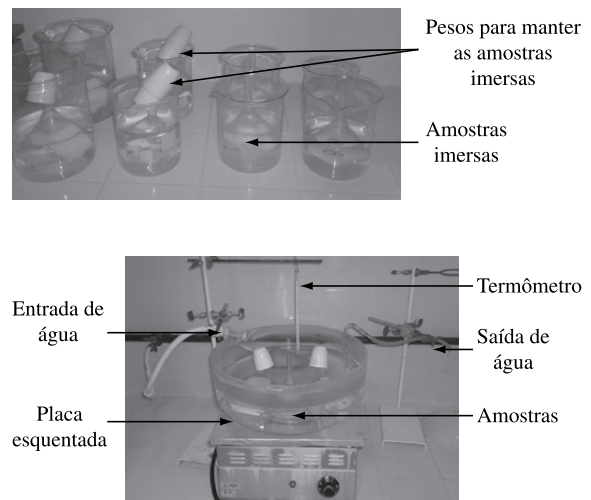 Pesos para manter
as amostras
imersas
Amostras
imersas
Termômetro
Entrada de
água
Saída de
água
Placa
esquentada
Amostras